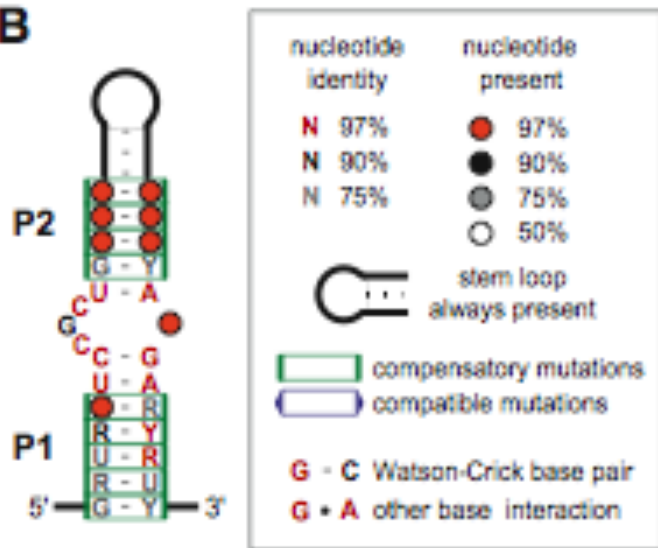 B
P2
G - Y
U - A
C
G
C
C - G
U - A
- R
R - Y
U - R
P1
R - U
5' G - Y 3'
nucleotide identity
nucleotide present
N 97%
97%
N 90%
90%
N 75%
75%
50%
stem loop
always present
compensatory mutations
compatible mutations
G - C Watson-Crick base pair
G • A other base interaction